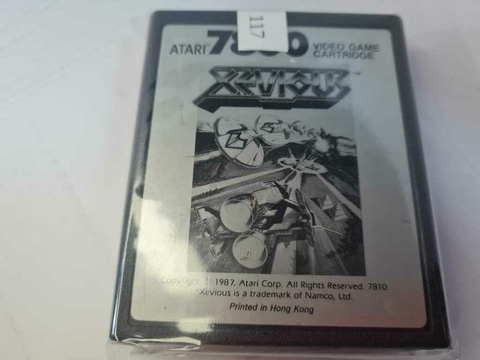 117
ATARI 7800 VIDEO GAME
CARTRIDGE
XEVIOUS™
Copyright © 1987, Atari Corp. All Rights Reserved. 7810
Xevious is a trademark of Namco, Ltd.
Printed in Hong Kong